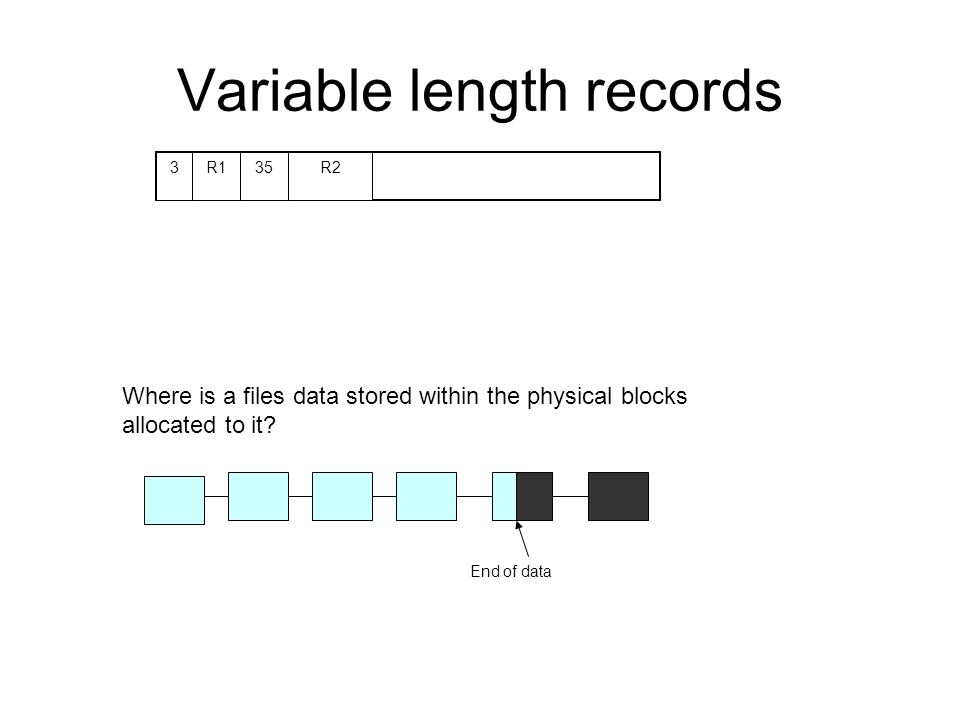 Variable length records
3 R1 35 R2
Where is a files data stored within the physical blocks
allocated to it?
End of data